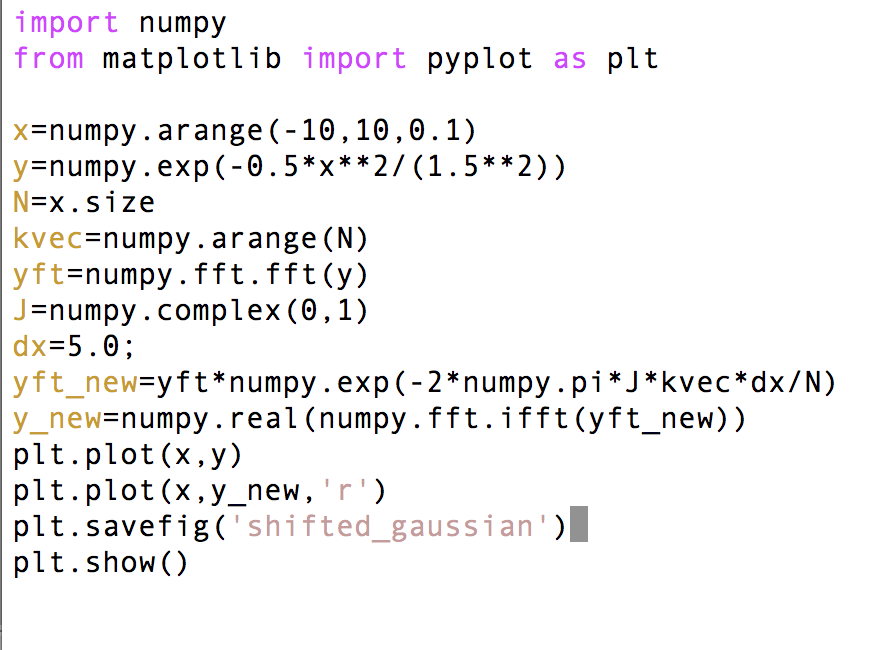 import numpy
from matplotlib import pyplot as plt
x=numpy.arange(-10,10,0.1)
y=numpy.exp(-0.5*x**2/(1.5**2))
N=x.size
kvec=numpy.arange(N)
yft=numpy.fft.fft(y)
J=numpy.complex(0,1)
dx=5.0;
yft_new=yft*numpy.exp(-2*numpy.pi*J*kvec*dx/N)
y_new=numpy.real(numpy.fft.ifft(yft_new))
plt.plot(x,y)
plt.plot(x,y_new,'r')
plt.savefig('shifted_gaussian')
plt.show()